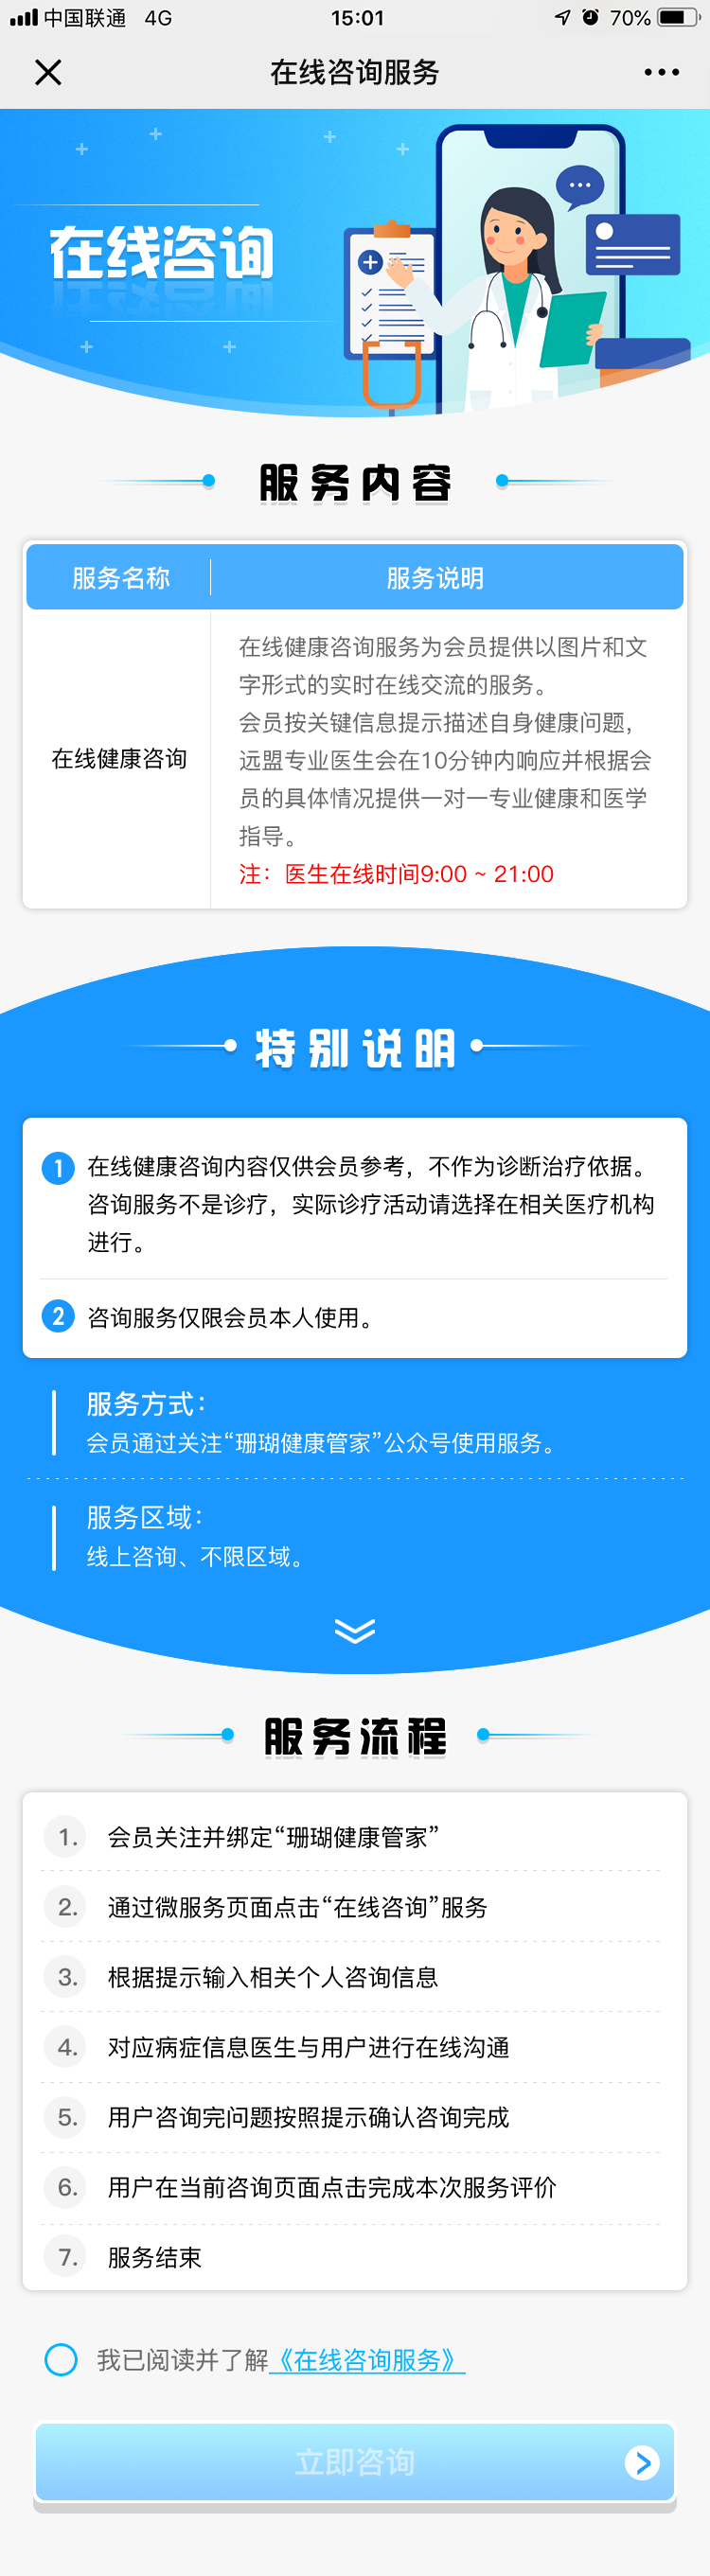 中国联通 4G 15:01 70%
在线咨询服务
在线咨询
服务内容
服务名称 服务说明
在线健康咨询
在线健康咨询服务为会员提供以图片和文
字形式的实时在线交流的服务。
会员按关键信息提示描述自身健康问题，
远盟专业医生会在10分钟内响应并根据会
员的具体情况提供一对一专业健康和医学
指导。
注：医生在线时间9:00 ~ 21:00
特别说明
1 在线健康咨询内容仅供会员参考，不作为诊断治疗依据。
咨询服务不是诊疗，实际诊疗活动请选择在相关医疗机构
进行。
2 咨询服务仅限会员本人使用。
服务方式：
会员通过关注“珊瑚健康管家”公众号使用服务。
服务区域：
线上咨询、不限区域。
服务流程
1. 会员关注并绑定“珊瑚健康管家”
2. 通过微服务页面点击“在线咨询”服务
3. 根据提示输入相关个人咨询信息
4. 对应病症信息医生与用户进行在线沟通
5. 用户咨询完问题按照提示确认咨询完成
6. 用户在当前咨询页面点击完成本次服务评价
7. 服务结束
我已阅读并了解《在线咨询服务》
立即咨询